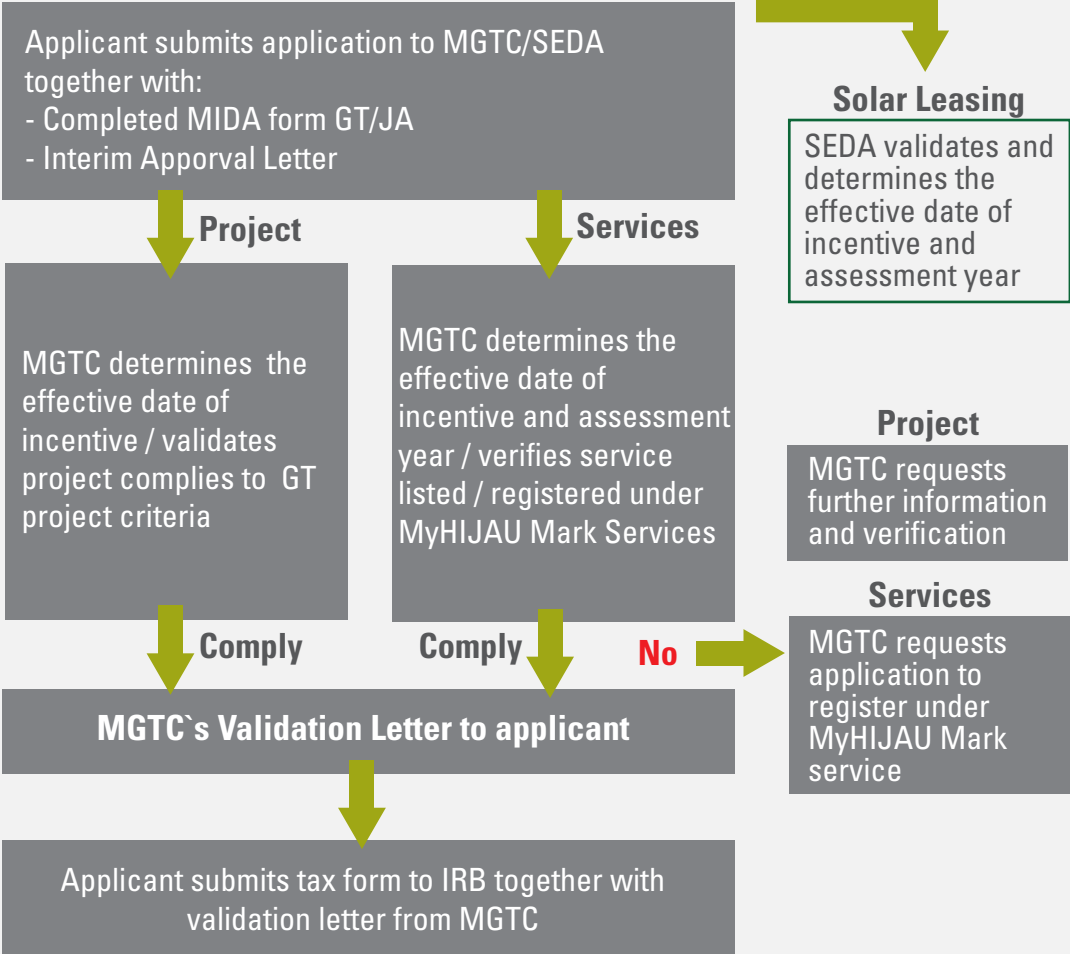 Applicant submits application to MGTC/SEDA
together with:
- Completed MIDA form GT/JA
- Interim Apporval Letter
Solar Leasing
SEDA validates and
determines the
effective date of
incentive and
assessment year
Project
Services
MGTC determines the
effective date of
incentive / validates
project complies to GT
project criteria
MGTC determines the
effective date of
incentive and assessment
year / verifies service
listed / registered under
MyHIJAU Mark Services
Project
MGTC requests
further information
and verification
Comply
Comply
No
Services
MGTC requests
application to
register under
MyHIJAU Mark
service
MGTC`s Validation Letter to applicant
Applicant submits tax form to IRB together with
validation letter from MGTC